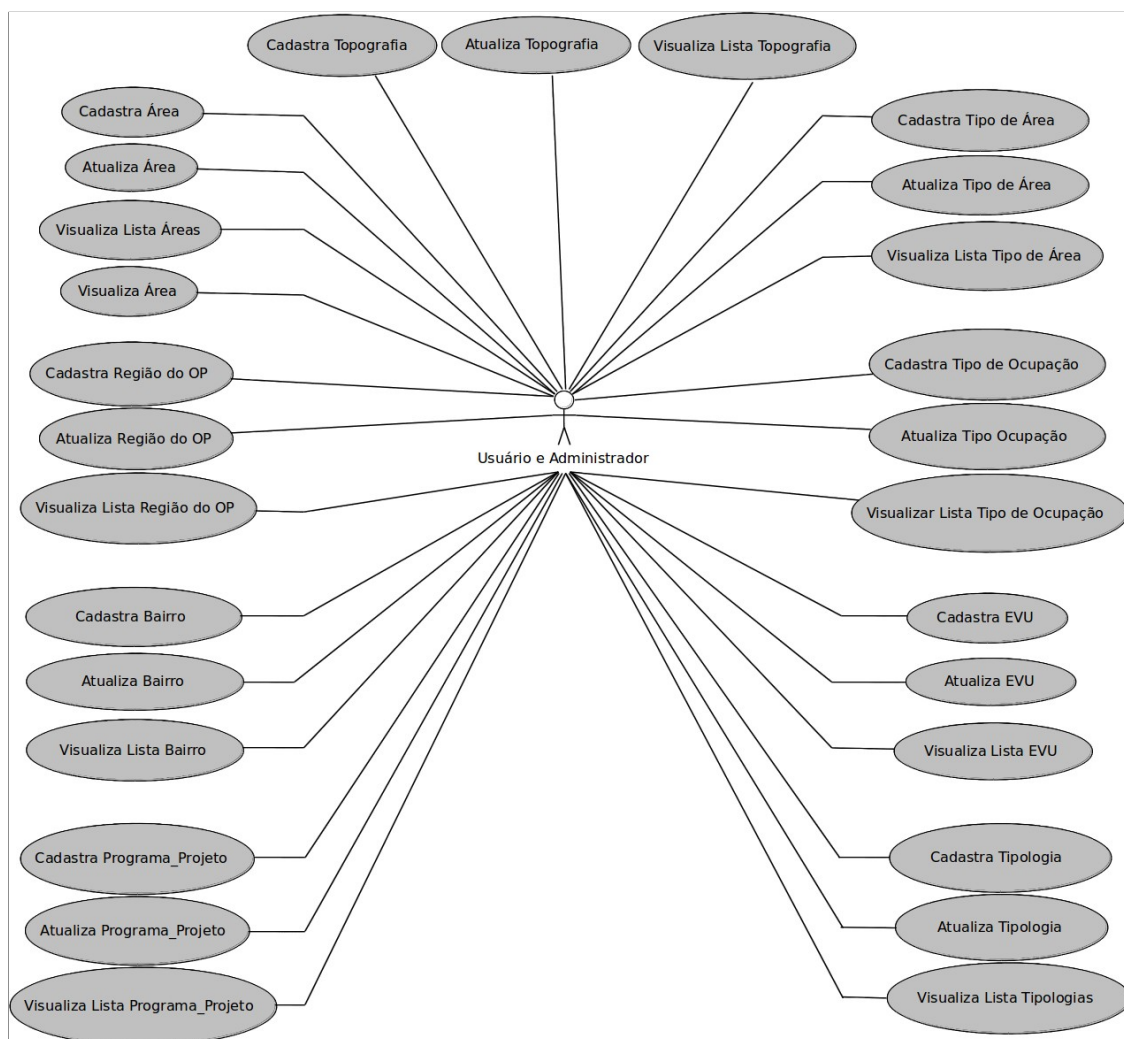 Cadastra Topografia
Atualiza Topografia
Visualiza Lista Topografia
Cadastra Área
Atualiza Área
Visualiza Lista Áreas
Visualiza Área
Cadastra Tipo de Área
Atualiza Tipo de Área
Visualiza Lista Tipo de Área
Cadastra Região do OP
Atualiza Região do OP
Visualiza Lista Região do OP
Usuário e Administrador
Cadastra Tipo de Ocupação
Atualiza Tipo Ocupação
Visualizar Lista Tipo de Ocupação
Cadastra Bairro
Atualiza Bairro
Visualiza Lista Bairro
Cadastra EVU
Atualiza EVU
Visualiza Lista EVU
Cadastra Programa_Projeto
Atualiza Programa_Projeto
Visualiza Lista Programa_Projeto
Cadastra Tipologia
Atualiza Tipologia
Visualiza Lista Tipologias